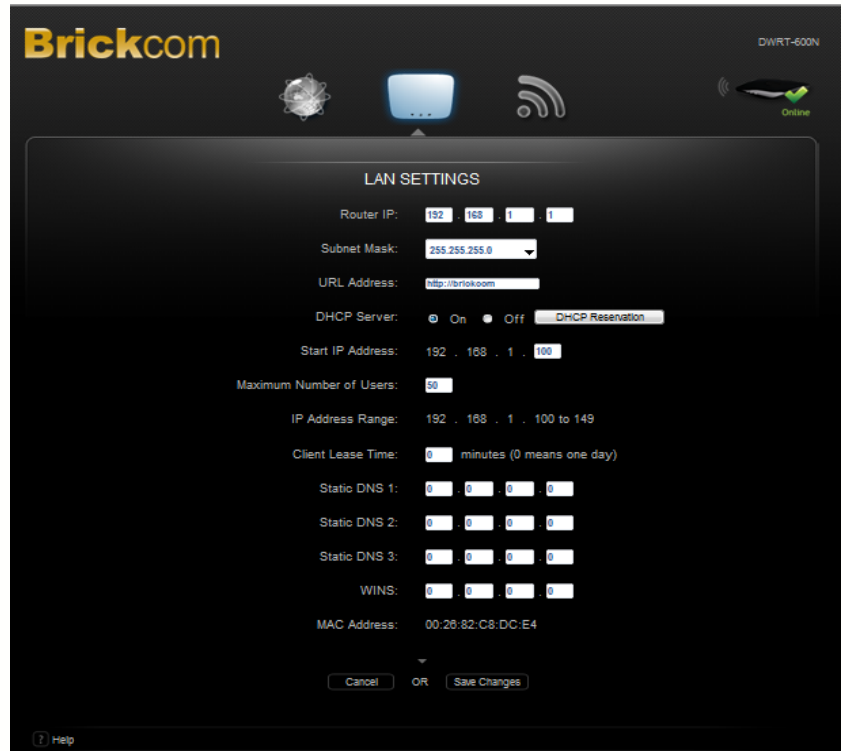 Brickcom
DWRT-600N
Online
LAN SETTINGS
Router IP: 192 . 168 . 1 . 1
Subnet Mask: 255.255.255.0
URL Address: http://brickcom
DHCP Server: On Off DHCP Reservation
Start IP Address: 192 . 168 . 1 . 100
Maximum Number of Users: 50
IP Address Range: 192 . 168 . 1 . 100 to 149
Client Lease Time: 0 minutes (0 means one day)
Static DNS 1: 0 . 0 . 0 . 0
Static DNS 2: 0 . 0 . 0 . 0
Static DNS 3: 0 . 0 . 0 . 0
WINS: 0 . 0 . 0 . 0
MAC Address: 00:26:82:C8:DC:E4
Cancel OR Save Changes
? Help